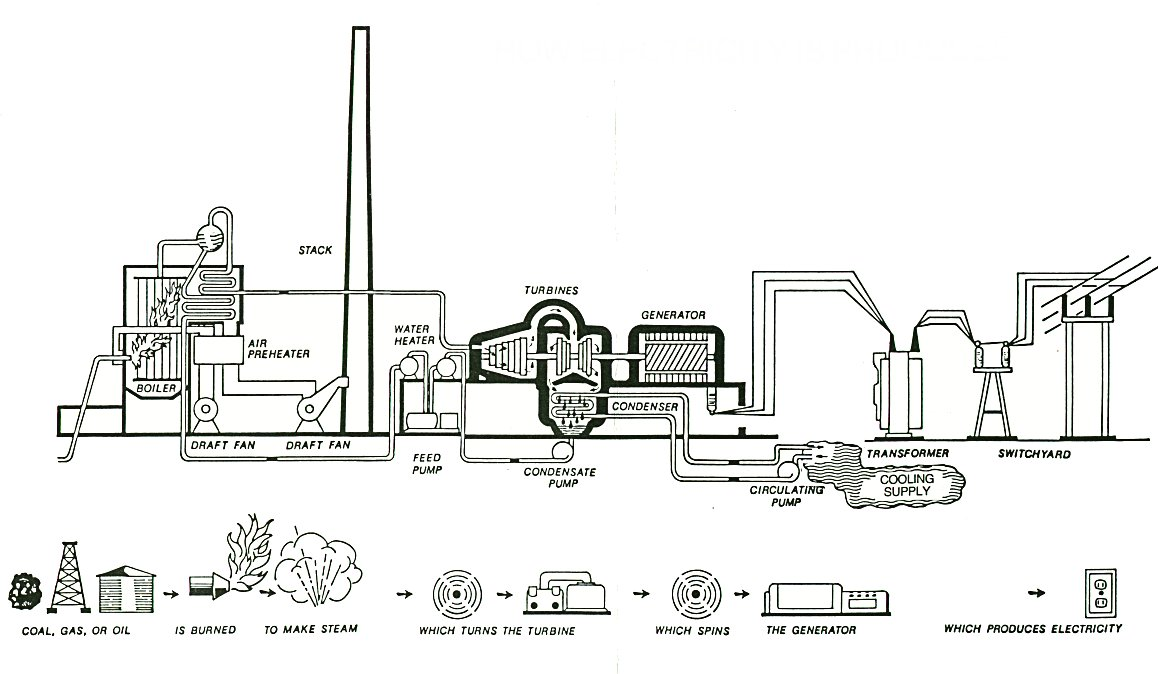 STACK
TURBINES
GENERATOR
WATER
HEATER
AIR
PREHEATER
BOILER
CONDENSER
DRAFT FAN
DRAFT FAN
FEED
PUMP
CONDENSATE
PUMP
CIRCULATING
PUMP
TRANSFORMER
SWITCHYARD
COOLING
SUPPLY
COAL, GAS, OR OIL
IS BURNED
TO MAKE STEAM
WHICH TURNS THE TURBINE
WHICH SPINS
THE GENERATOR
WHICH PRODUCES ELECTRICITY